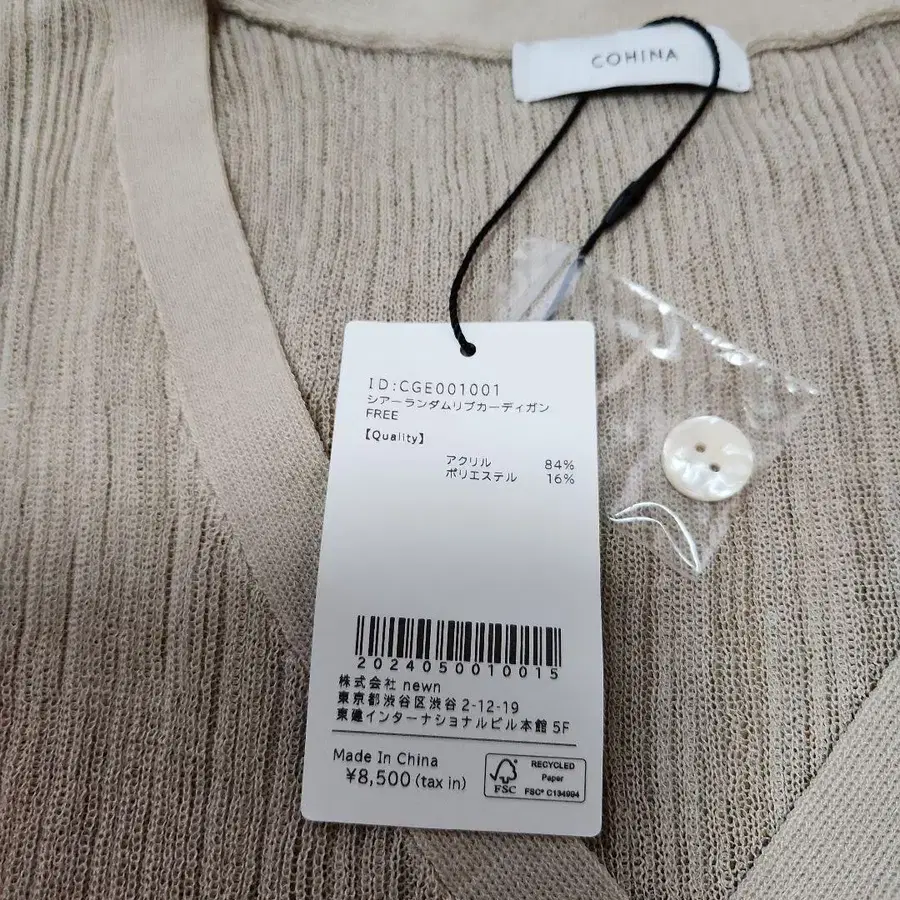 COHINA
ID:CGE001001
シアーランダムリブカーディガン
FREE
【Quality】
アクリル 84%
ポリエステル 16%
2024050010015
株式会社 newn
東京都渋谷区渋谷 2-12-19
東建インターナショナルビル本館 5F
Made In China
¥8,500 (tax in)
FSC
RECYCLED
Paper
FSC® C134994